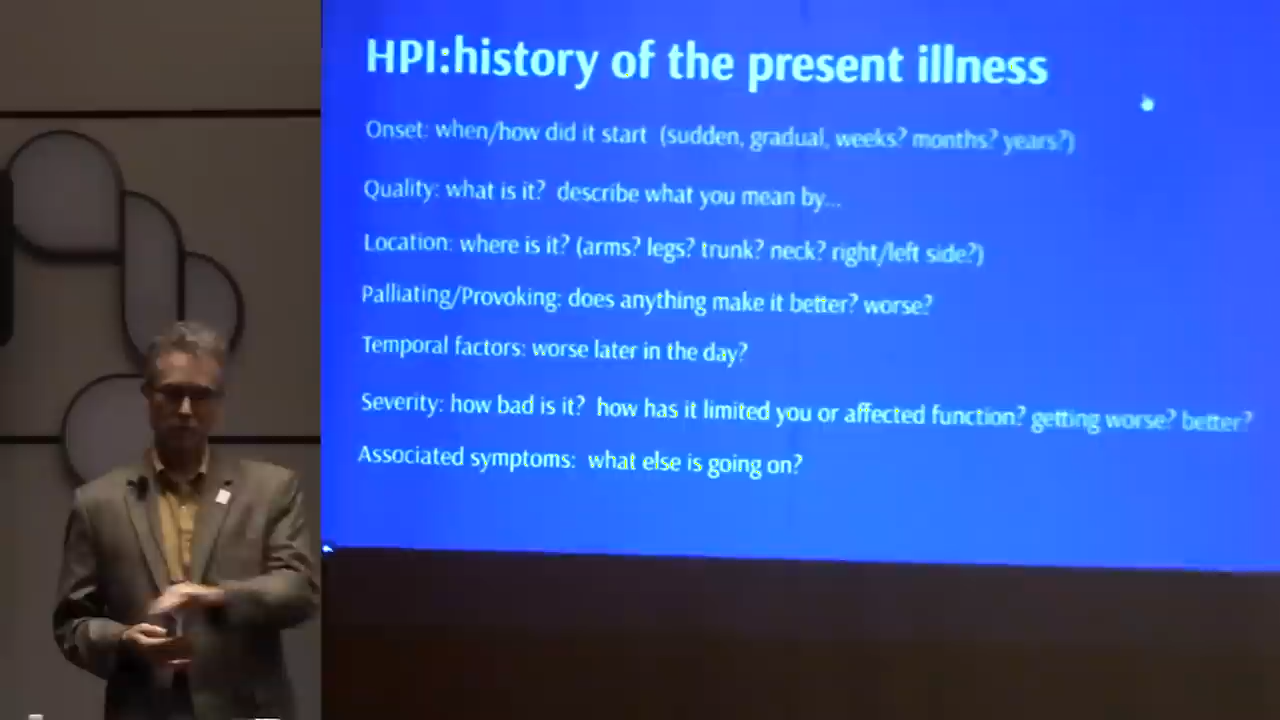 HPI:history of the present illness
Onset: when/how did it start (sudden, gradual, weeks? months? years?)
Quality: what is it? describe what you mean by...
Location: where is it? (arms? legs? trunk? neck? right/left side?)
Palliating/Provoking: does anything make it better? worse?
Temporal factors: worse later in the day?
Severity: how bad is it? how has it limited you or affected function? getting worse? better?
Associated symptoms: what else is going on?